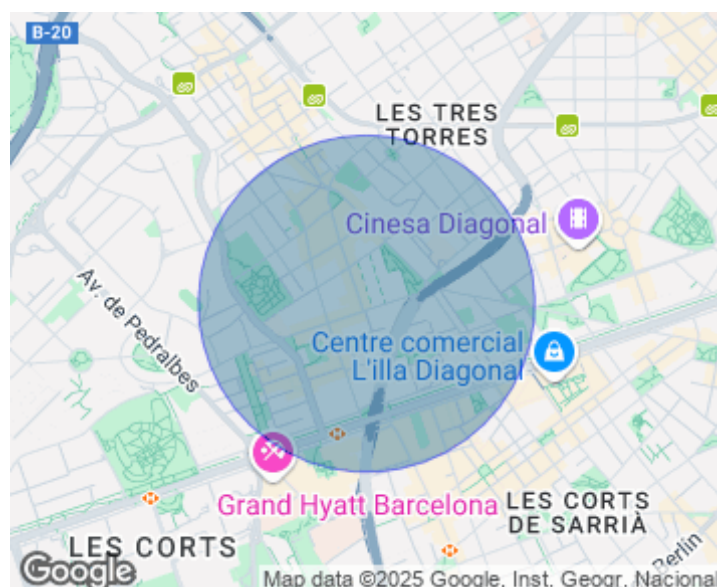 B-20
LES TRES
TORRES
Cinesa Diagonal
Av. de Pedralbes
Centre comercial
L'illa Diagonal
Grand Hyatt Barcelona
LES CORTS
DE SARRIÀ
LES CORTS
Berlin
Google
Map data ©2025 Google, Inst. Geogr. Nacional